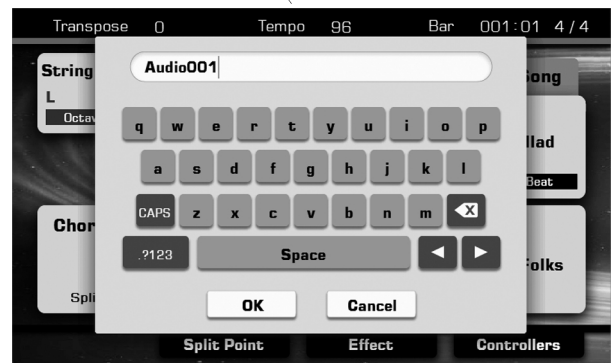 Transpose 0 Tempo 96 Bar 001:01 4/4
String
L
Octav
Chor
Spli
Song
llad
Beat
Folks
Audio001
q w e r t y u i o p
a s d f g h j k l
CAPS z x c v b n m
.?123 Space
OK Cancel
Split Point Effect Controllers